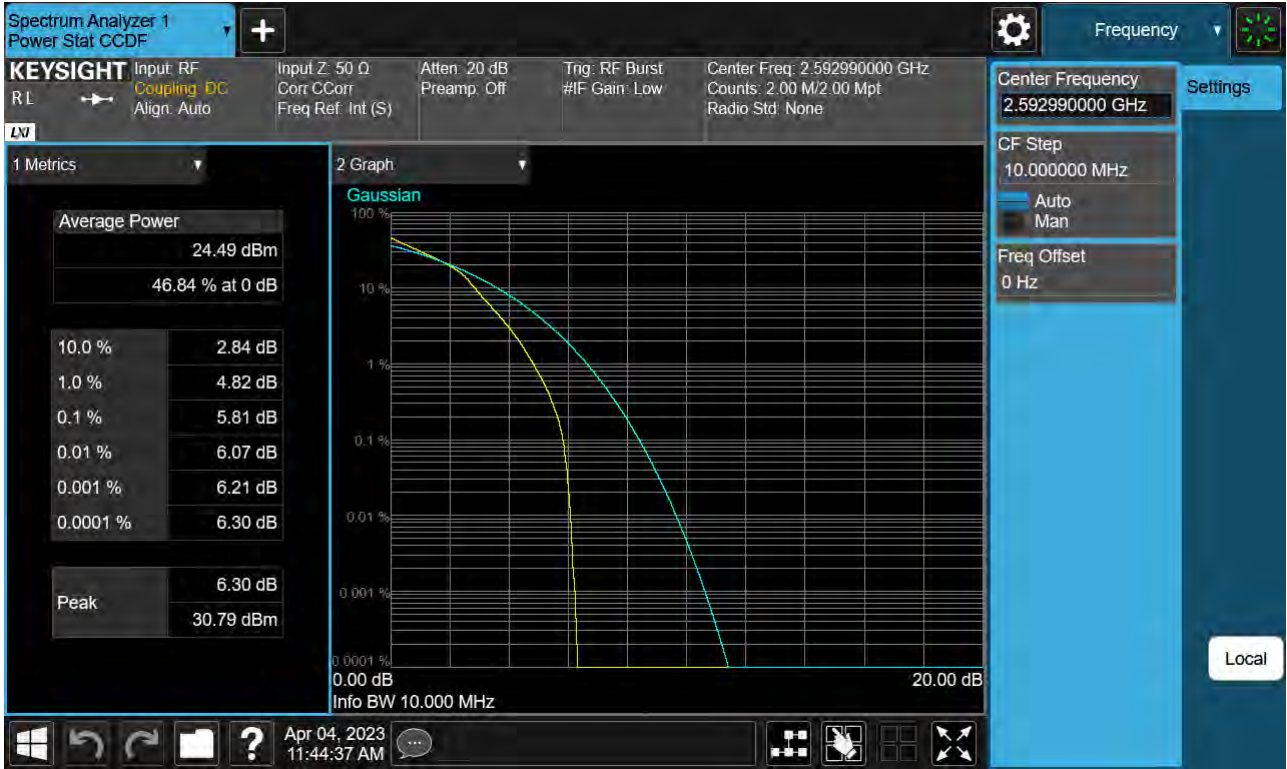 Spectrum Analyzer 1
Power Stat CCDF
Frequency
KEYSIGHT
R L
LXI
Input: RF
Coupling: DC
Align: Auto
Input Z: 50 Ω
Corr CCorr
Freq Ref: Int (S)
Atten: 20 dB
Preamp: Off
Trig: RF Burst
#IF Gain: Low
Center Freq: 2.592990000 GHz
Counts: 2.00 M/2.00 Mpt
Radio Std: None
Center Frequency
2.592990000 GHz
Settings
CF Step
10.000000 MHz
Auto
Man
Freq Offset
0 Hz
Local
1 Metrics
Average Power
24.49 dBm
46.84 % at 0 dB
10.0 % 2.84 dB
1.0 % 4.82 dB
0.1 % 5.81 dB
0.01 % 6.07 dB
0.001 % 6.21 dB
0.0001 % 6.30 dB
Peak
6.30 dB
30.79 dBm
2 Graph
Gaussian
100 %
10 %
1 %
0.1 %
0.01 %
0.001 %
0.0001 %
0.00 dB 20.00 dB
Info BW 10.000 MHz
?
Apr 04, 2023
11:44:37 AM